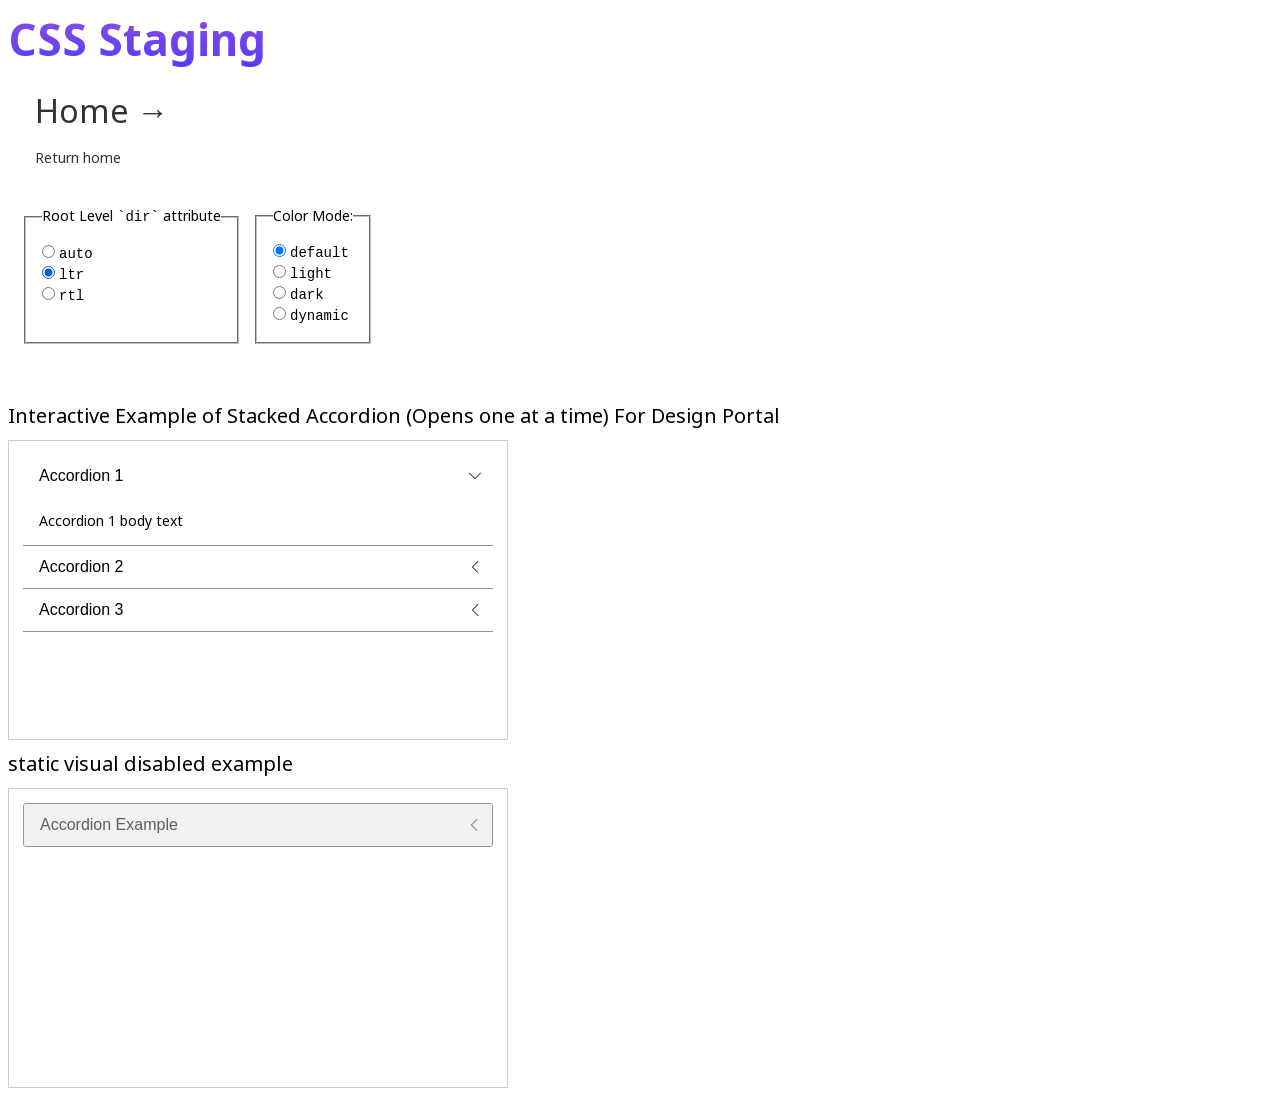 CSS Staging
Home →
Return home
Root Level `dir` attribute
auto
ltr
rtl
Color Mode:
default
light
dark
dynamic
Interactive Example of Stacked Accordion (Opens one at a time) For Design Portal
Accordion 1
Accordion 1 body text
Accordion 2
Accordion 3
static visual disabled example
Accordion Example